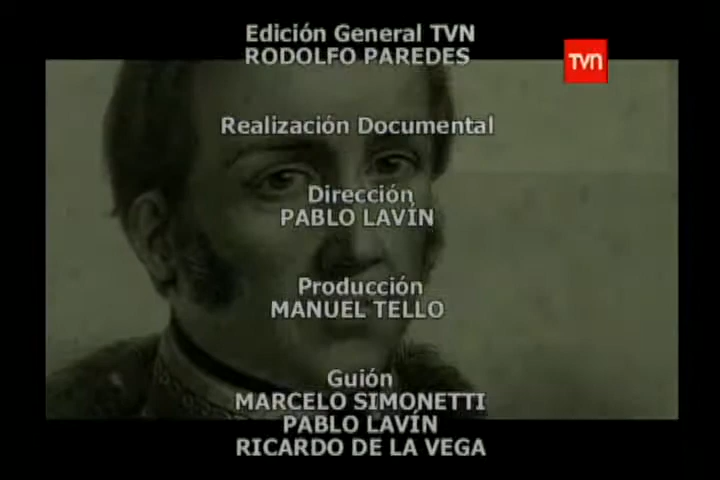 Edición General TVN
RODOLFO PAREDES
TVN
Realización Documental
Dirección
PABLO LAVÍN
Producción
MANUEL TELLO
Guión
MARCELO SIMONETTI
PABLO LAVÍN
RICARDO DE LA VEGA